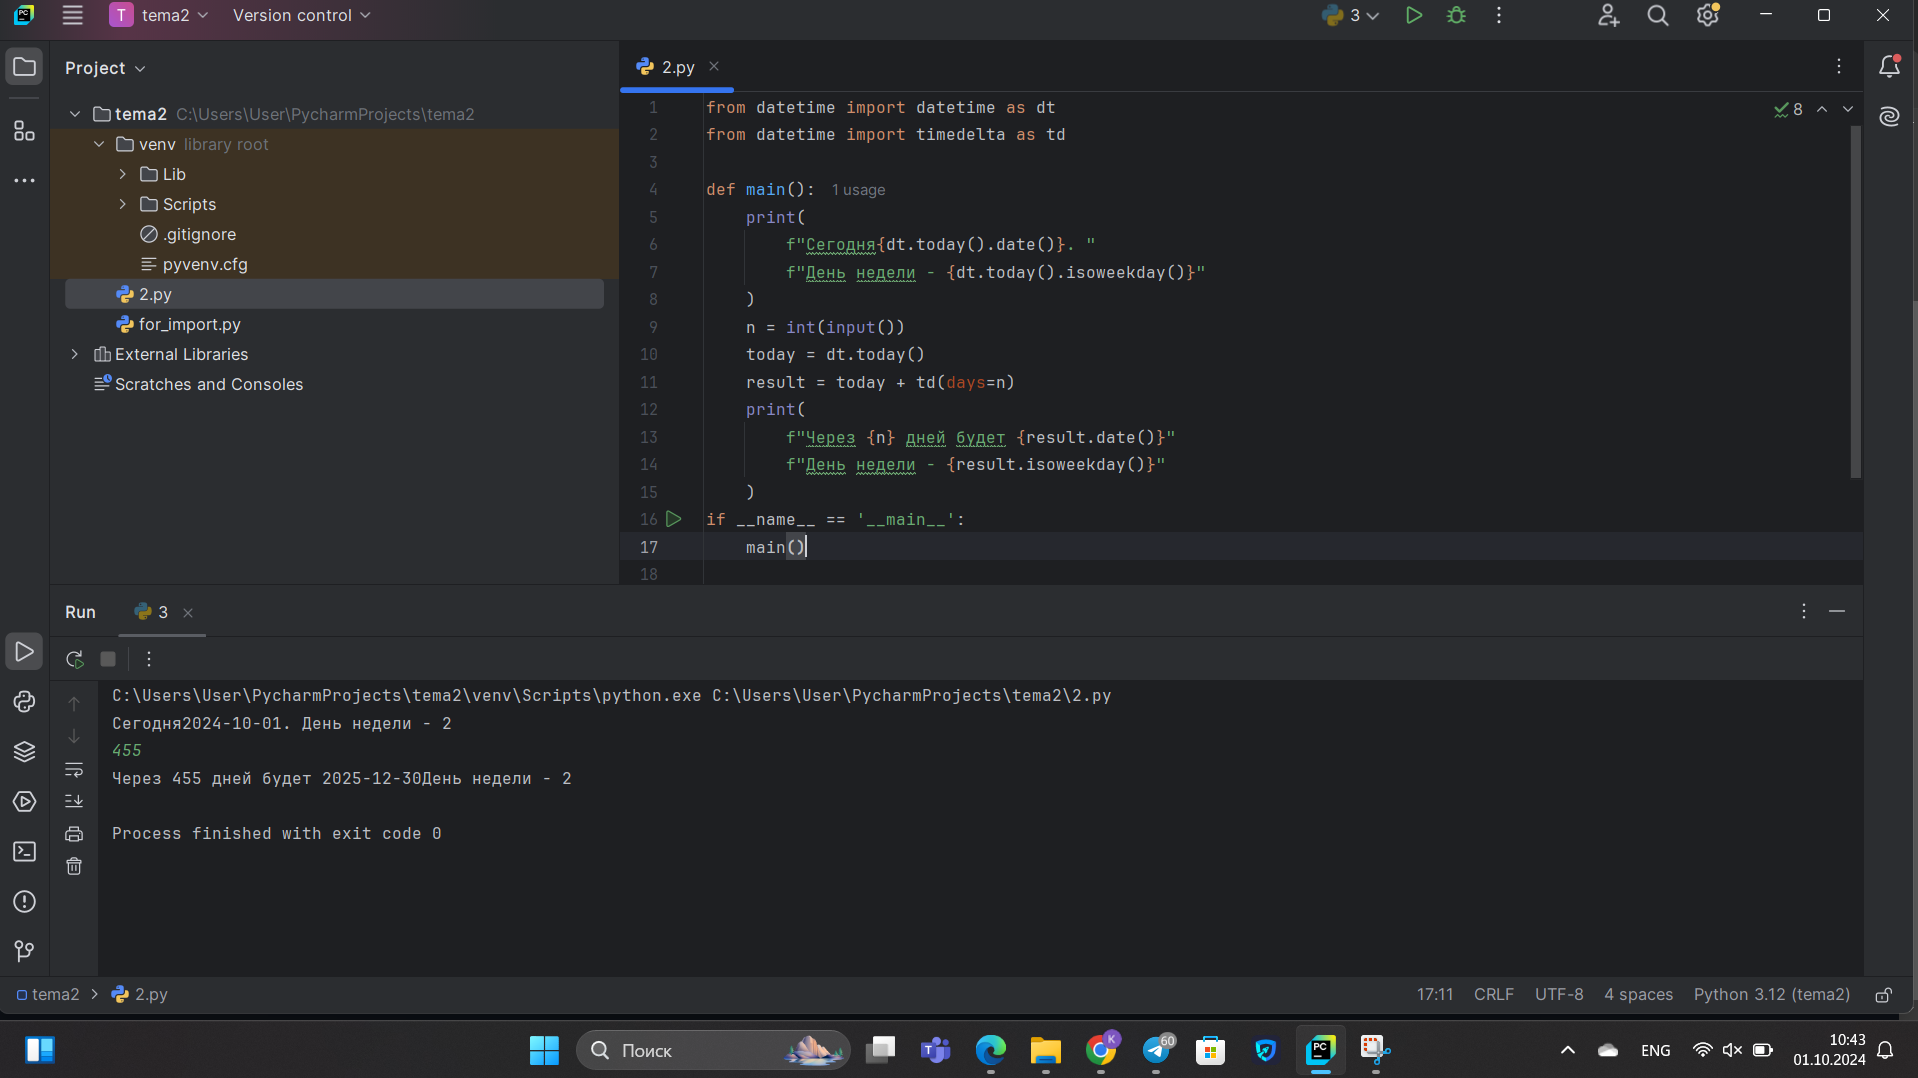 PC
T tema2 Version control
3
Project
2.py
tema2 C:\Users\User\PycharmProjects\tema2
venv library root
Lib
Scripts
.gitignore
pyvenv.cfg
2.py
for_import.py
External Libraries
Scratches and Consoles
8
1 from datetime import datetime as dt
2 from datetime import timedelta as td
3
4 def main(): 1 usage
5 print(
6 f"Сегодня{dt.today().date()}. "
7 f"День недели - {dt.today().isoweekday()}"
8 )
9 n = int(input())
10 today = dt.today()
11 result = today + td(days=n)
12 print(
13 f"Через {n} дней будет {result.date()}"
14 f"День недели - {result.isoweekday()}"
15 )
16 if __name__ == '__main__':
17 main()
18
Run 3
C:\Users\User\PycharmProjects\tema2\venv\Scripts\python.exe C:\Users\User\PycharmProjects\tema2\2.py
Сегодня2024-10-01. День недели - 2
455
Через 455 дней будет 2025-12-30День недели - 2
Process finished with exit code 0
tema2 2.py 17:11 CRLF UTF-8 4 spaces Python 3.12 (tema2)
Поиск
T
K
60
PC
ENG
10:43
01.10.2024